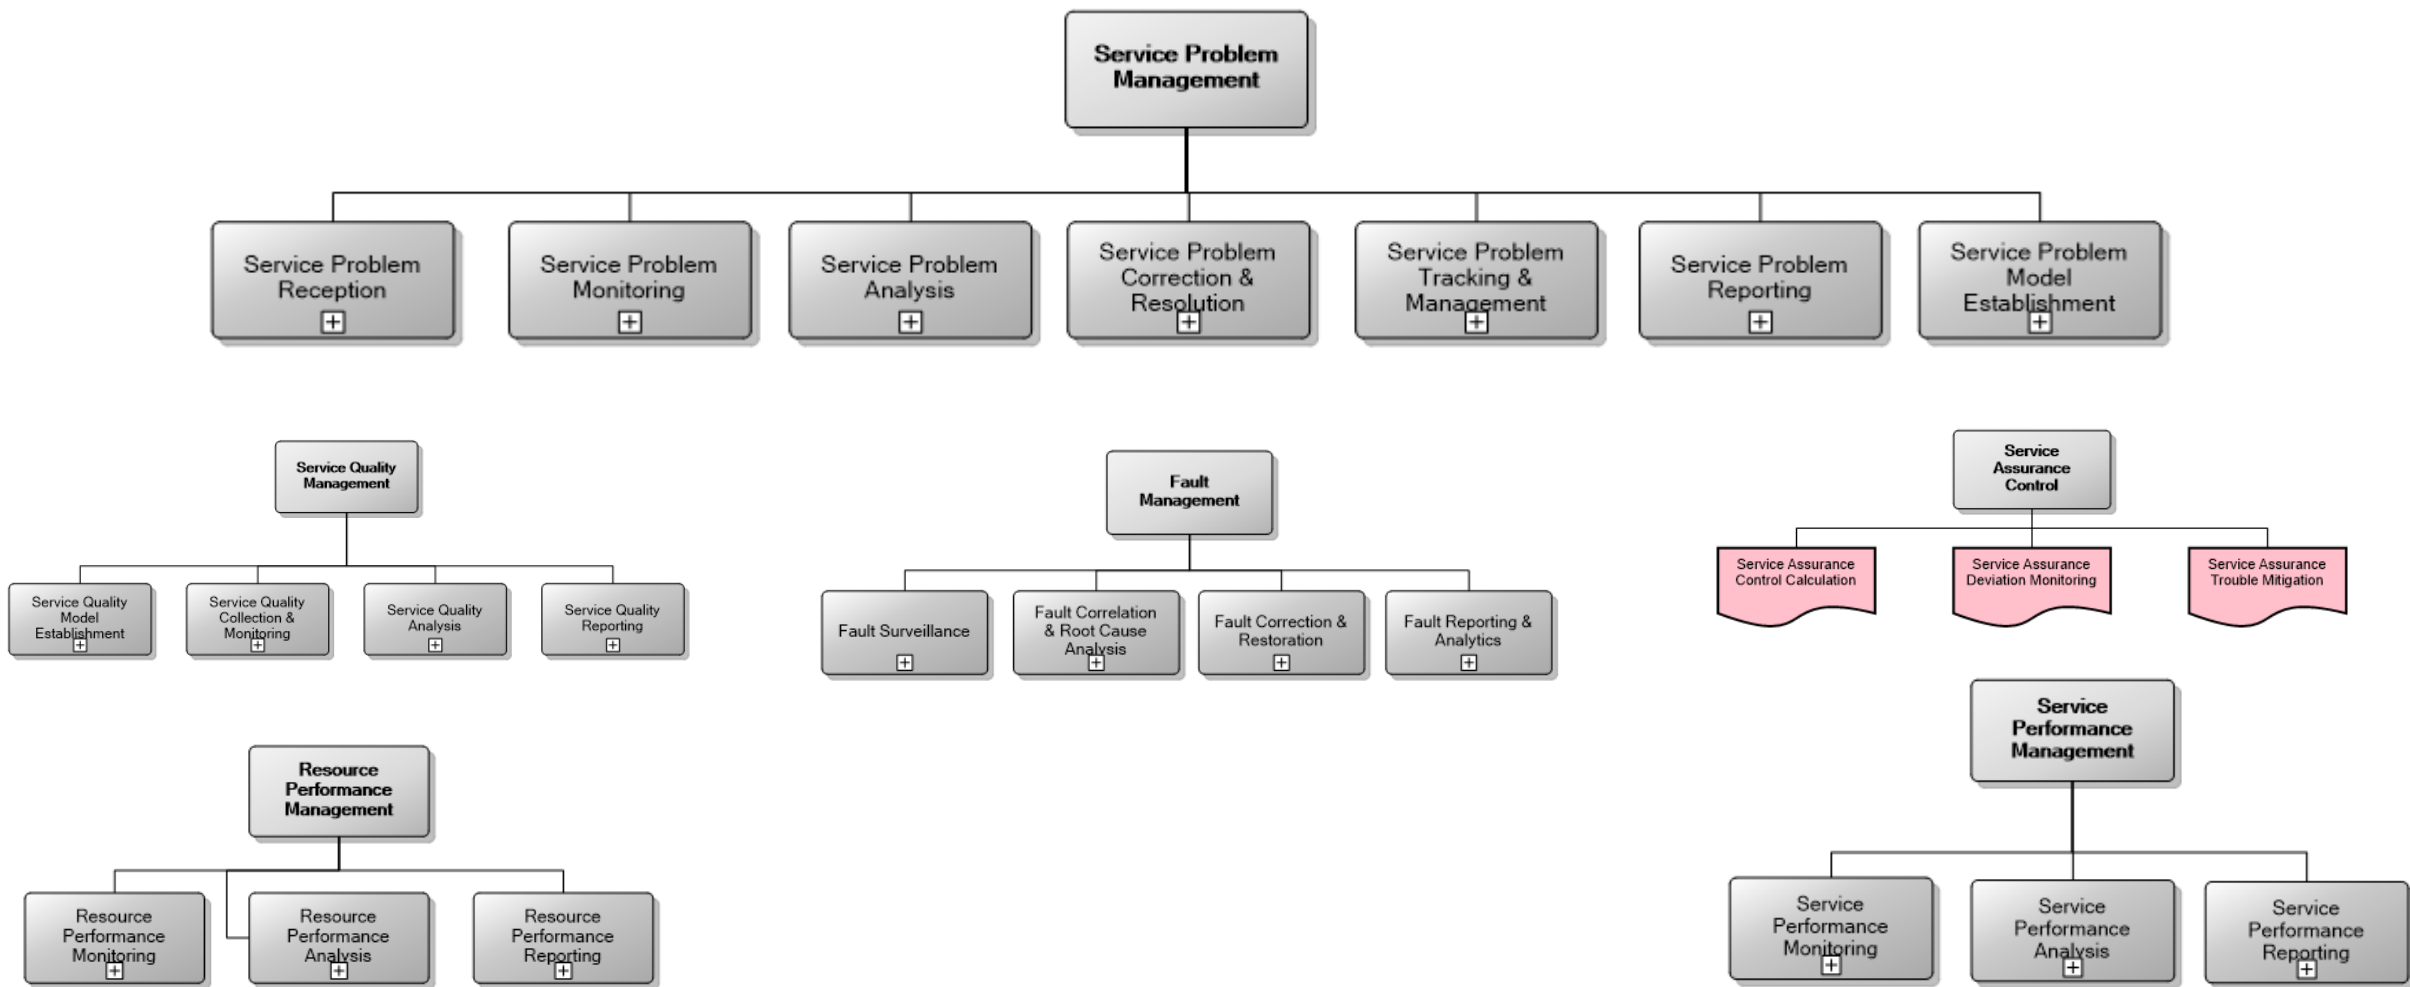 Service Problem
Management
Service Problem
Reception
Service Problem
Monitoring
Service Problem
Analysis
Service Problem
Correction &
Resolution
Service Problem
Tracking &
Management
Service Problem
Reporting
Service Problem
Model
Establishment
Service Quality
Management
Service Quality
Model
Establishment
Service Quality
Collection &
Monitoring
Service Quality
Analysis
Service Quality
Reporting
Fault
Management
Fault Surveillance
Fault Correlation
& Root Cause
Analysis
Fault Correction &
Restoration
Fault Reporting &
Analytics
Service
Assurance
Control
Service Assurance
Control Calculation
Service Assurance
Deviation Monitoring
Service Assurance
Trouble Mitigation
Resource
Performance
Management
Resource
Performance
Monitoring
Resource
Performance
Analysis
Resource
Performance
Reporting
Service
Performance
Management
Service
Performance
Monitoring
Service
Performance
Analysis
Service
Performance
Reporting